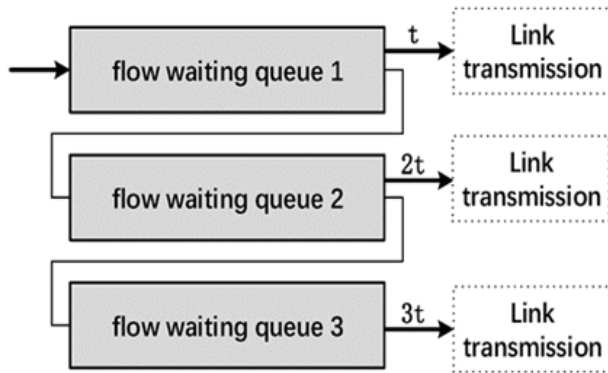 flow waiting queue 1
t
Link
transmission
flow waiting queue 2
2t
Link
transmission
flow waiting queue 3
3t
Link
transmission